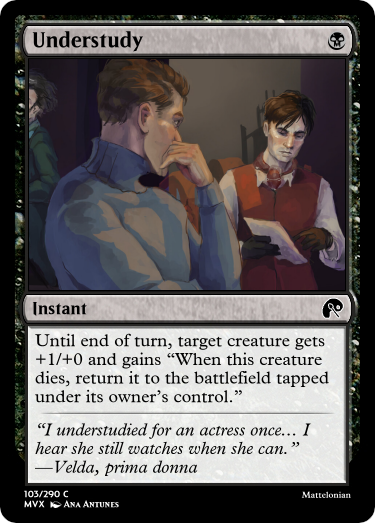 Understudy
Instant
Until end of turn, target creature gets
+1/+0 and gains “When this creature
dies, return it to the battlefield tapped
under its owner’s control.”
“I understudied for an actress once… I
hear she still watches when she can.”
—Velda, prima donna
103/290 C
MVX Ana Antunes
Mattelonian